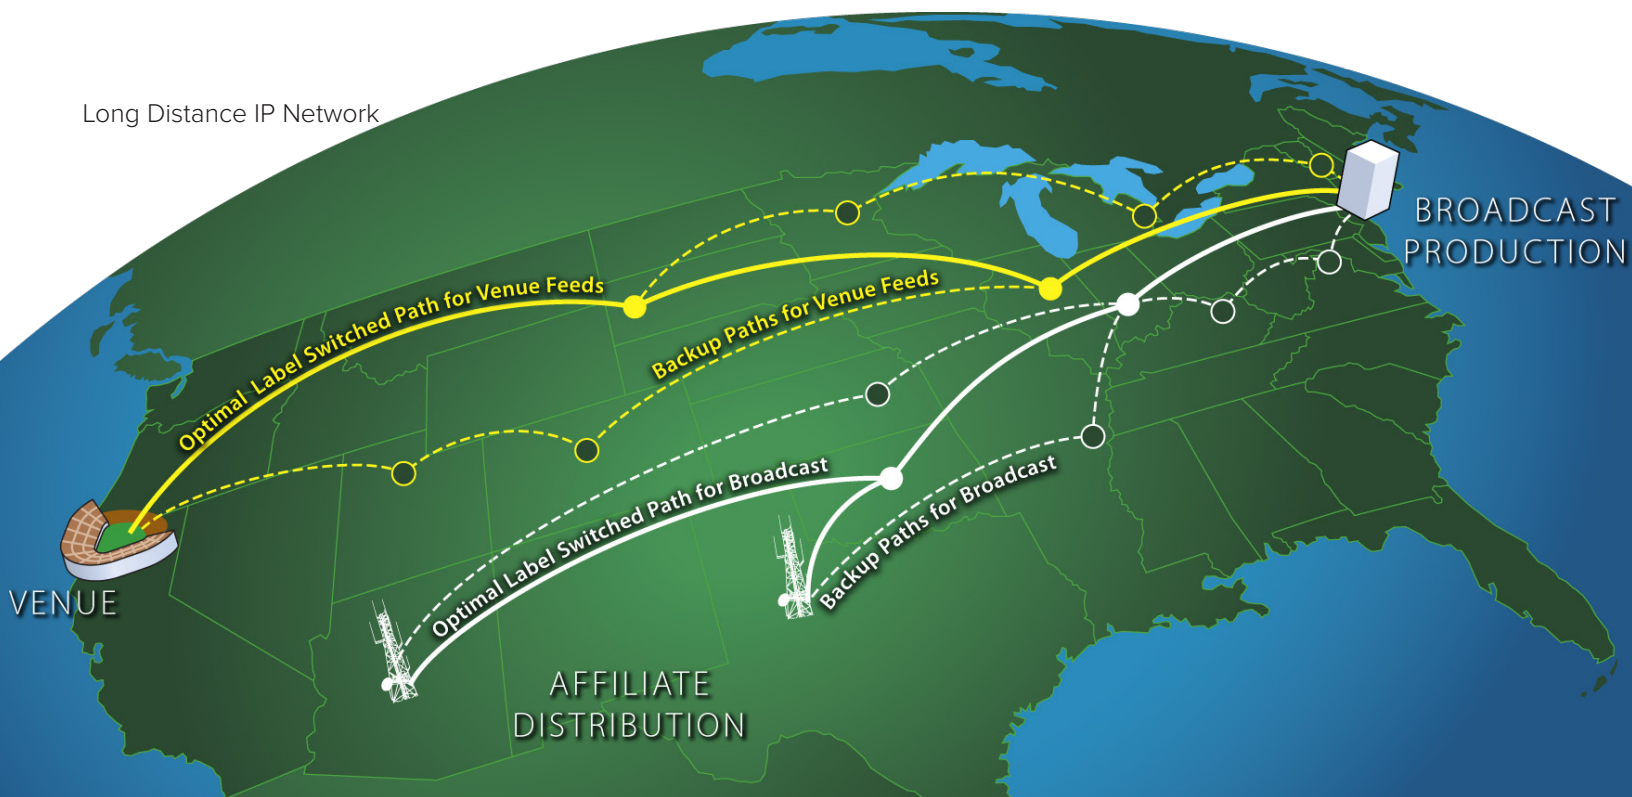 Long Distance IP Network
BROADCAST
PRODUCTION
Optimal Label Switched Path for Venue Feeds
Backup Paths for Venue Feeds
Optimal Label Switched Path for Broadcast
Backup Paths for Broadcast
VENUE
AFFILIATE
DISTRIBUTION